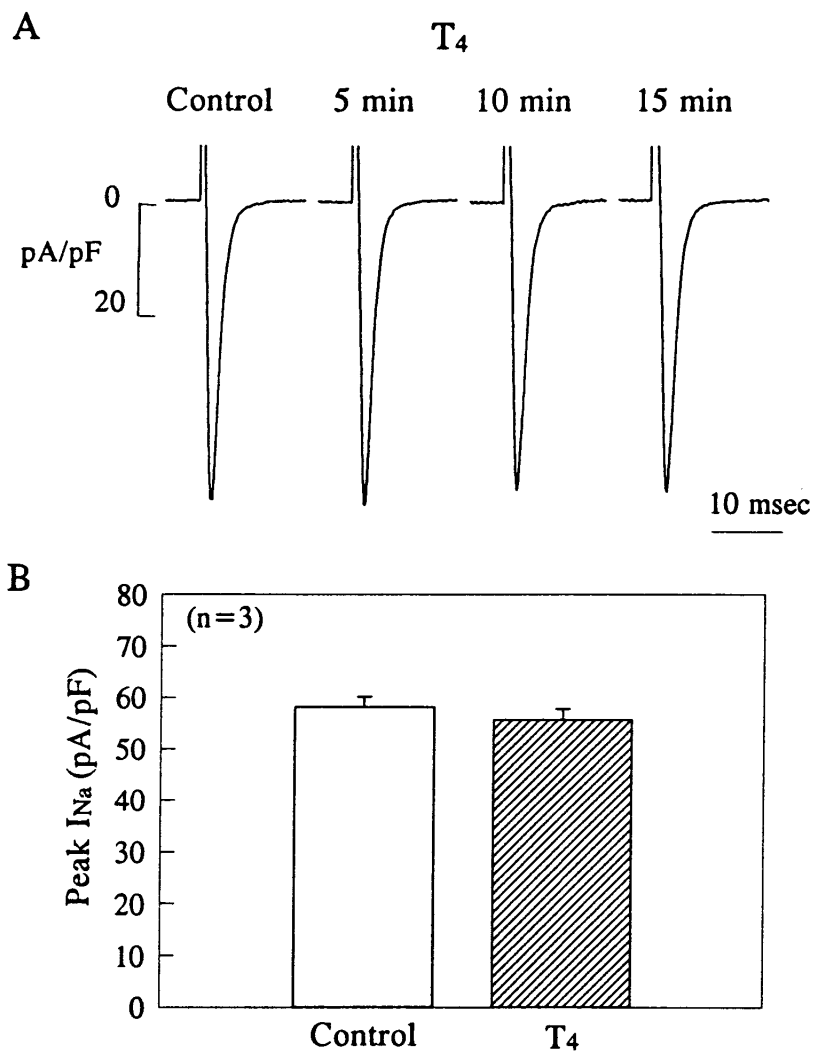 A
T4
Control 5 min 10 min 15 min
0
pA/pF
20
10 msec
B
80
(n=3)
70
60
50
40
30
20
10
0
Peak INa (pA/pF)
Control T4